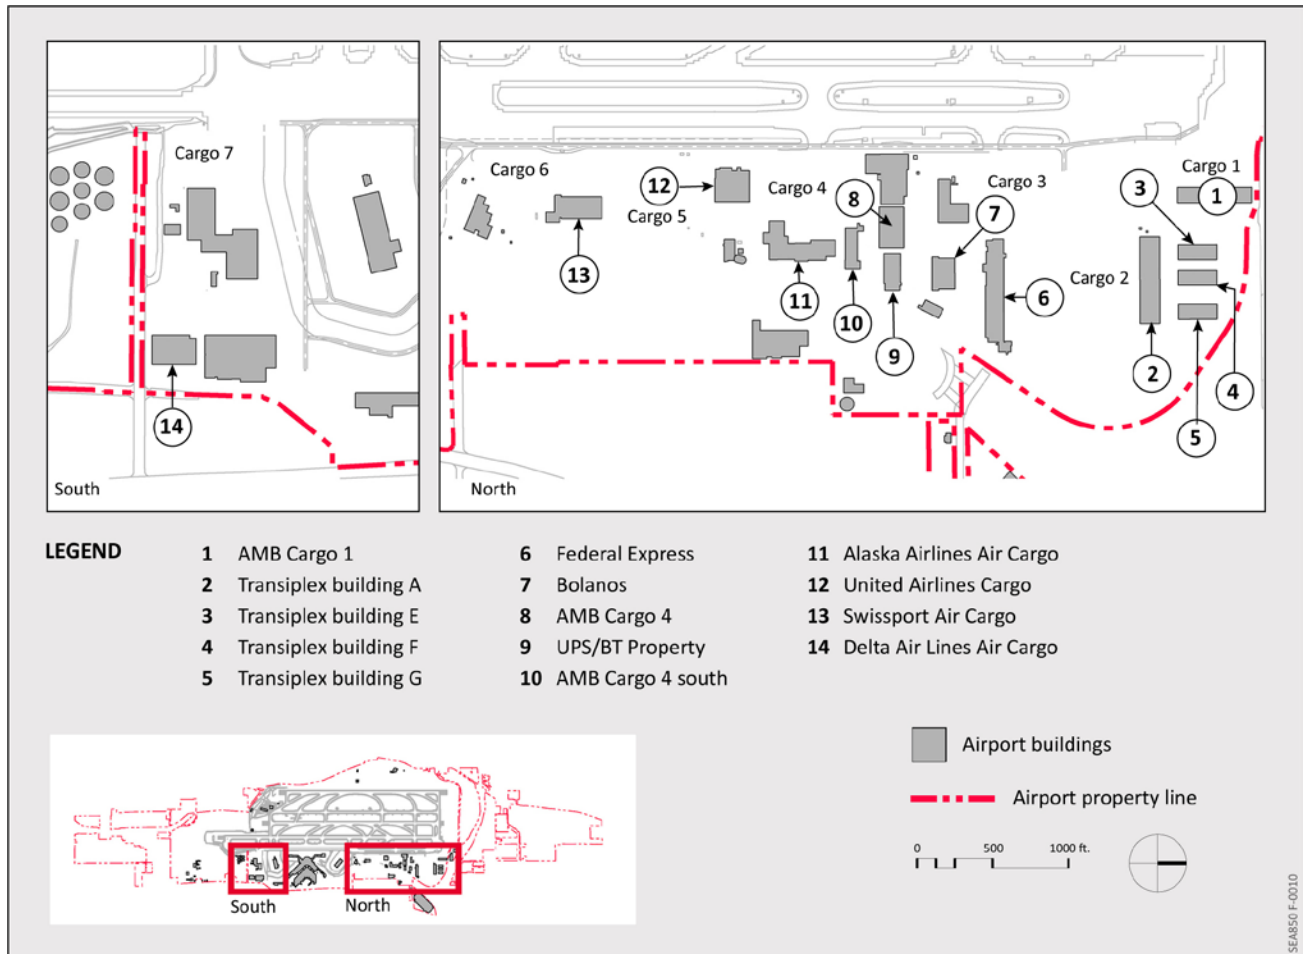 Cargo 7
14
South
Cargo 6
12
Cargo 4
Cargo 3
Cargo 1
3
1
8
7
Cargo 5
13
11
10
9
6
Cargo 2
2
4
5
North
LEGEND
1 AMB Cargo 1
2 Transiplex building A
3 Transiplex building E
4 Transiplex building F
5 Transiplex building G
6 Federal Express
7 Bolanos
8 AMB Cargo 4
9 UPS/BT Property
10 AMB Cargo 4 south
11 Alaska Airlines Air Cargo
12 United Airlines Cargo
13 Swissport Air Cargo
14 Delta Air Lines Air Cargo
Airport buildings
Airport property line
0 500 1000 ft.
South
North
SEA850 F-0010